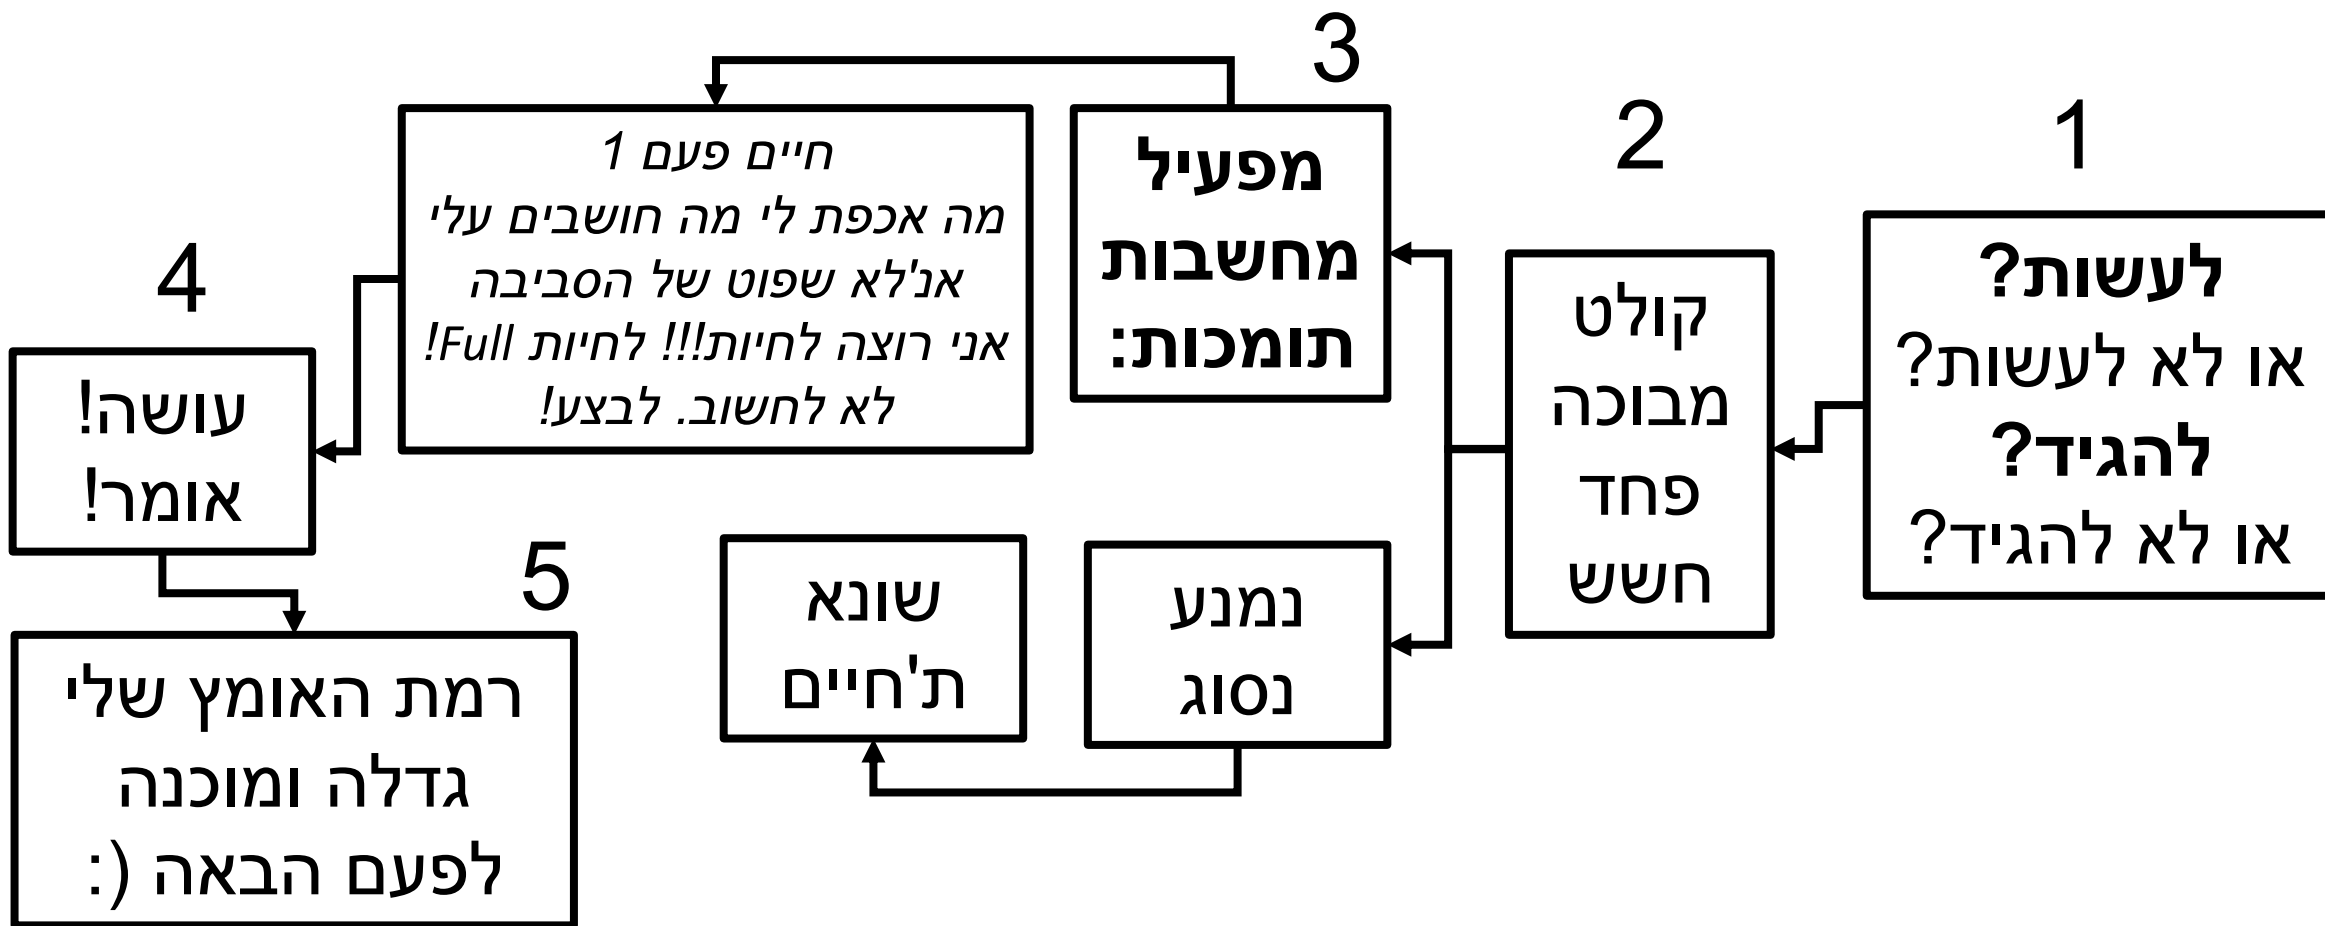 1
לעשות?
או לא לעשות?
להגיד?
או לא להגיד?
2
קולט
מבוכה
פחד
חשש
3
מפעיל
מחשבות
תומכות:
חיים פעם 1
מה אכפת לי מה חושבים עלי
אנ'לא שפוט של הסביבה
אני רוצה לחיות!!! לחיות Full!
לא לחשוב. לבצע!
4
עושה!
אומר!
5
רמת האומץ שלי
גדלה ומוכנה
לפעם הבאה (:
נמנע
נסוג
שונא
ת'חיים